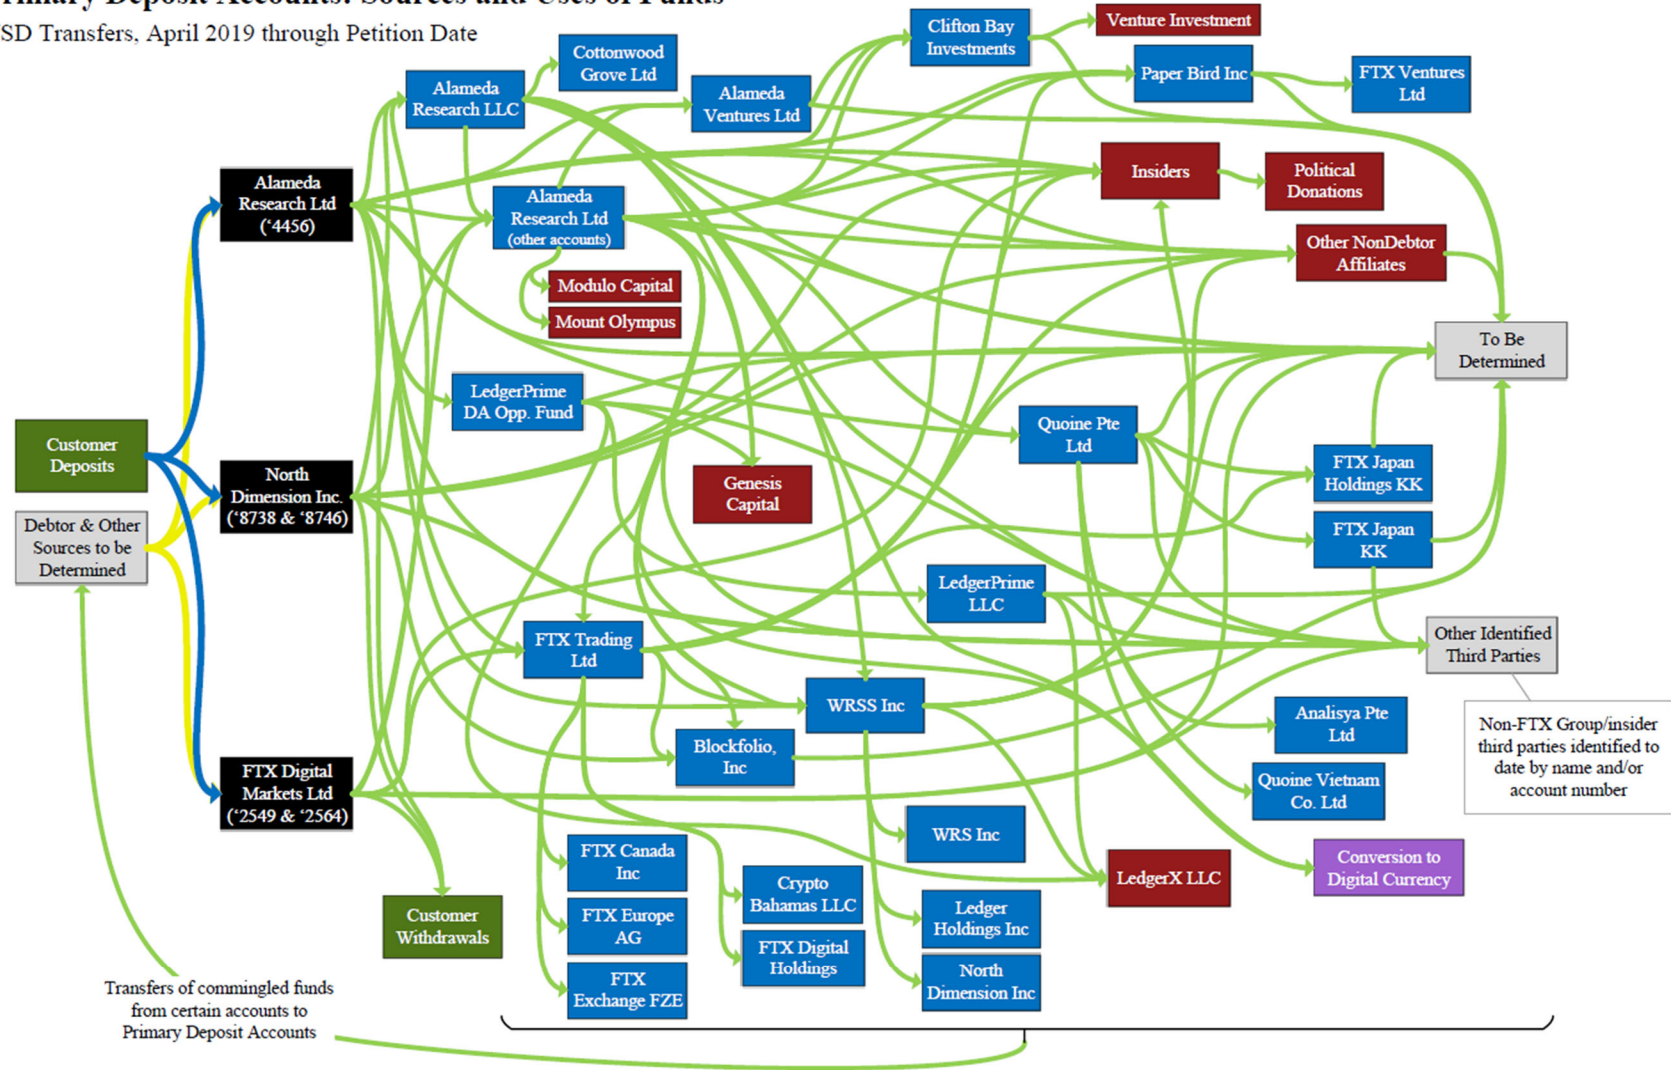 Primary Deposit Accounts: Sources and Uses of Funds
SD Transfers, April 2019 through Petition Date
Clifton Bay
Investments
Venture Investment
Cottonwood
Grove Ltd
Alameda
Research LLC
Alameda
Ventures Ltd
Paper Bird Inc
FTX Ventures
Ltd
Alameda
Research Ltd
(‘4456)
Alameda
Research Ltd
(other accounts)
Insiders
Political
Donations
Other NonDebtor
Affiliates
Modulo Capital
Mount Olympus
To Be
Determined
LedgerPrime
DA Opp. Fund
Quoine Pte
Ltd
Customer
Deposits
North
Dimension Inc.
(‘8738 & ‘8746)
Genesis
Capital
FTX Japan
Holdings KK
FTX Japan
KK
Debtor & Other
Sources to be
Determined
LedgerPrime
LLC
FTX Trading
Ltd
Other Identified
Third Parties
WRSS Inc
Analisya Pte
Ltd
Non-FTX Group/insider
third parties identified to
date by name and/or
account number
Blockfolio,
Inc
FTX Digital
Markets Ltd
(‘2549 & ‘2564)
Quoine Vietnam
Co. Ltd
WRS Inc
FTX Canada
Inc
Crypto
Bahamas LLC
LedgerX LLC
Conversion to
Digital Currency
Customer
Withdrawals
FTX Europe
AG
Ledger
Holdings Inc
FTX Digital
Holdings
FTX
Exchange FZE
North
Dimension Inc
Transfers of commingled funds
from certain accounts to
Primary Deposit Accounts